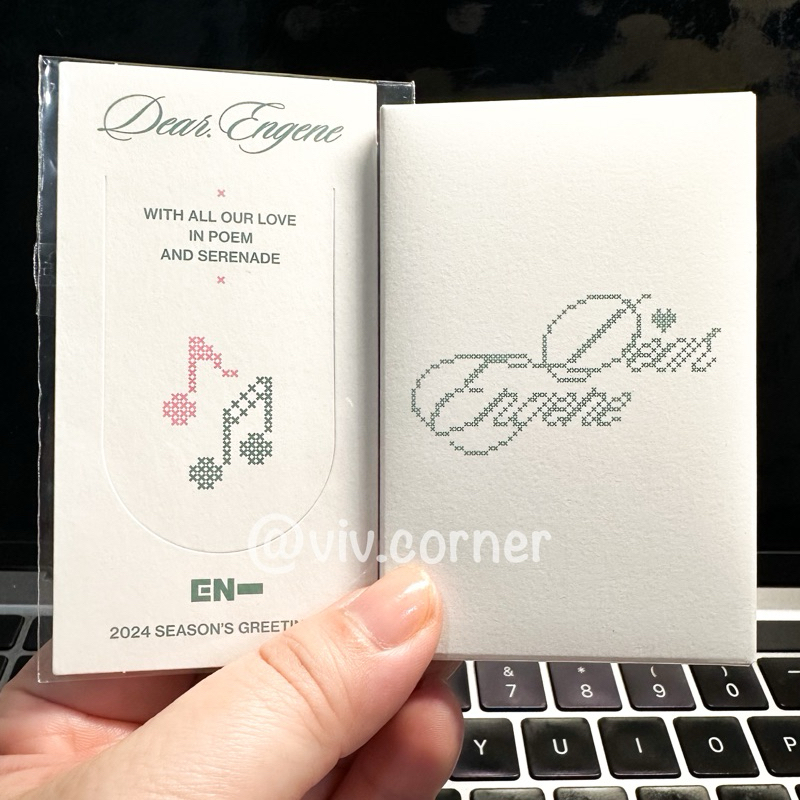 Dear. Engene
×
WITH ALL OUR LOVE
IN POEM
AND SERENADE
×
EN-
2024 SEASON'S GREETIN
Dear
Engene
@viv.corner
& 7
* 8
( 9
) 0
Y U I O P